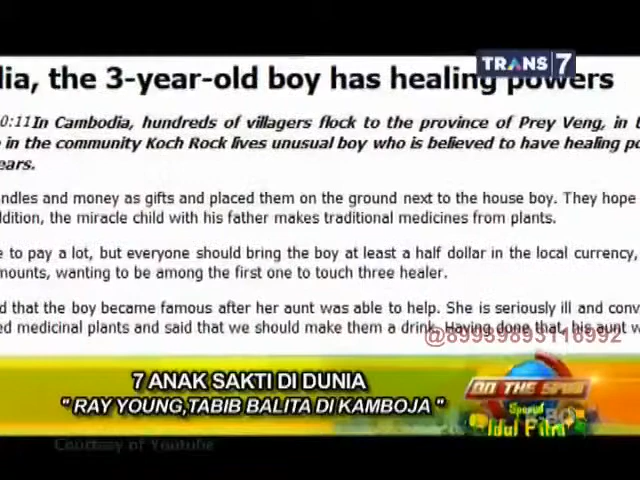 TRANS 7
dia, the 3-year-old boy has healing powers
0:11 In Cambodia, hundreds of villagers flock to the province of Prey Veng, in t
e in the community Koch Rock lives unusual boy who is believed to have healing po
ears.
ndles and money as gifts and placed them on the ground next to the house boy. They hope
ddition, the miracle child with his father makes traditional medicines from plants.
e to pay a lot, but everyone should bring the boy at least a half dollar in the local currency,
mounts, wanting to be among the first one to touch three healer.
d that the boy became famous after her aunt was able to help. She is seriously ill and conv
ed medicinal plants and said that we should make them a drink. Having done that, his aunt w
@89939893116992
7 ANAK SAKTI DI DUNIA
" RAY YOUNG,TABIB BALITA DI KAMBOJA "
ON THE SPOT
Spesial
Idul Fitri
Courtesy of Youtube